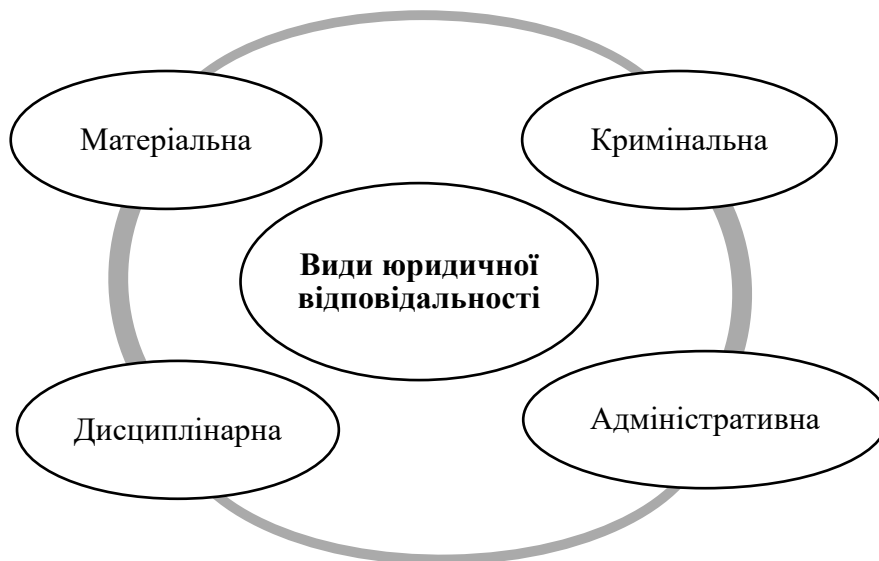 Матеріальна
Кримінальна
Види юридичної
відповідальності
Дисциплінарна
Адміністративна